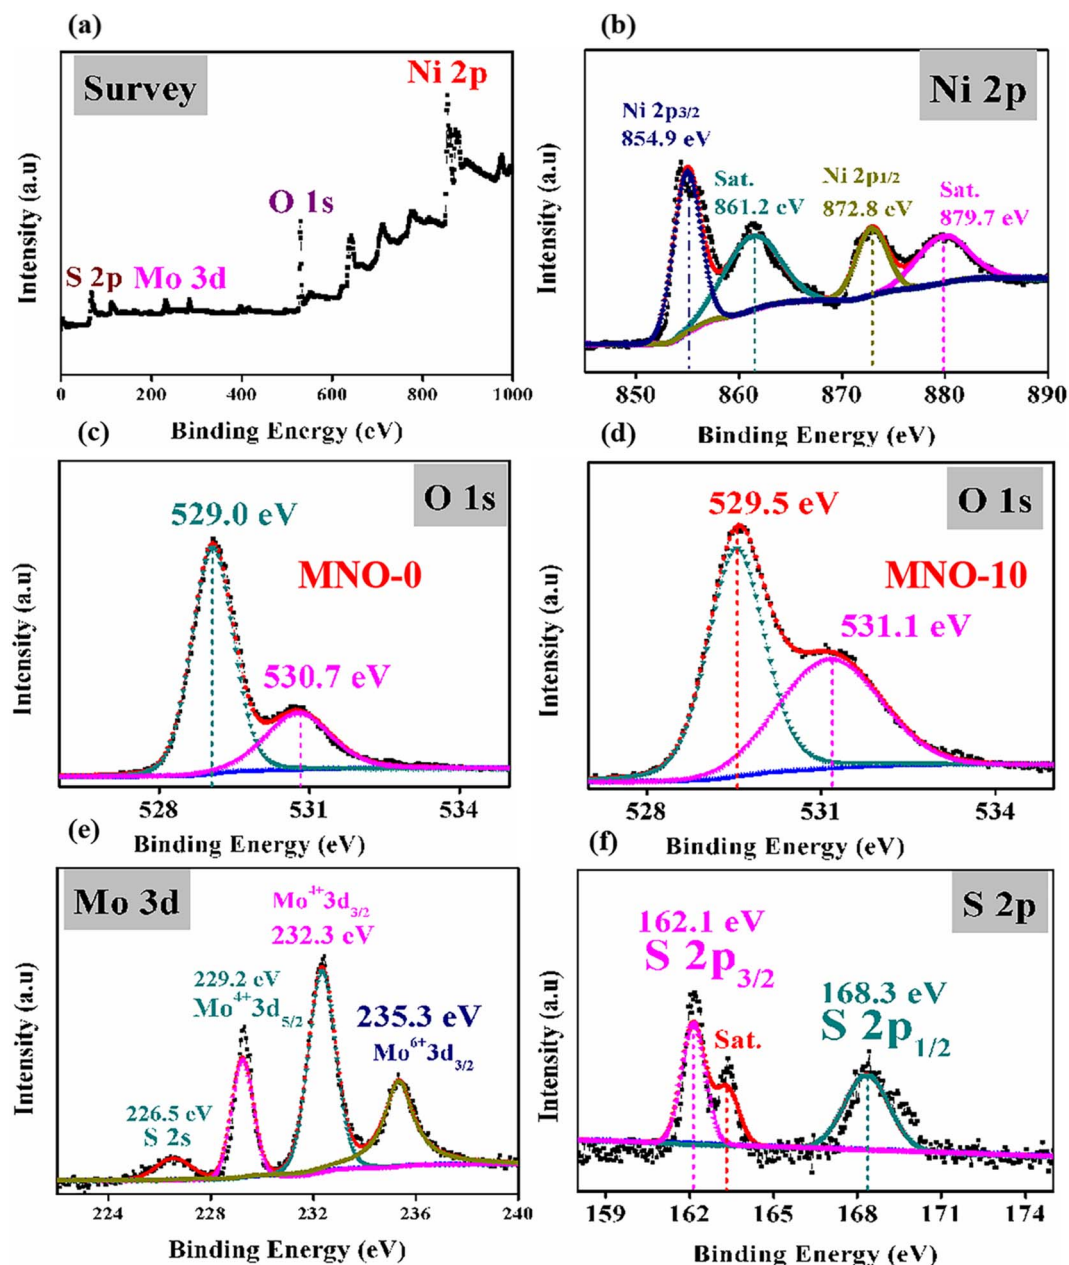 (a)
Survey
Ni 2p
O 1s
S 2p Mo 3d
Intensity (a.u)
0 200 400 600 800 1000
Binding Energy (eV)
(b)
Ni 2p
Ni 2p3/2
854.9 eV
Sat.
861.2 eV
Ni 2p1/2
872.8 eV
Sat.
879.7 eV
Intensity (a.u)
850 860 870 880 890
Binding Energy (eV)
(c)
O 1s
529.0 eV
MNO-0
530.7 eV
Intensity (a.u)
528 531 534
Binding Energy (eV)
(d)
O 1s
529.5 eV
MNO-10
531.1 eV
Intensity (a.u)
528 531 534
Binding Energy (eV)
(e)
Mo 3d
Mo4+3d3/2
232.3 eV
229.2 eV
Mo4+3d5/2
235.3 eV
Mo6+3d3/2
226.5 eV
S 2s
Intensity (a.u)
224 228 232 236 240
Binding Energy (eV)
(f)
S 2p
162.1 eV
S 2p3/2
168.3 eV
S 2p1/2
Sat.
Intensity (a.u)
159 162 165 168 171 174
Binding Energy (eV)